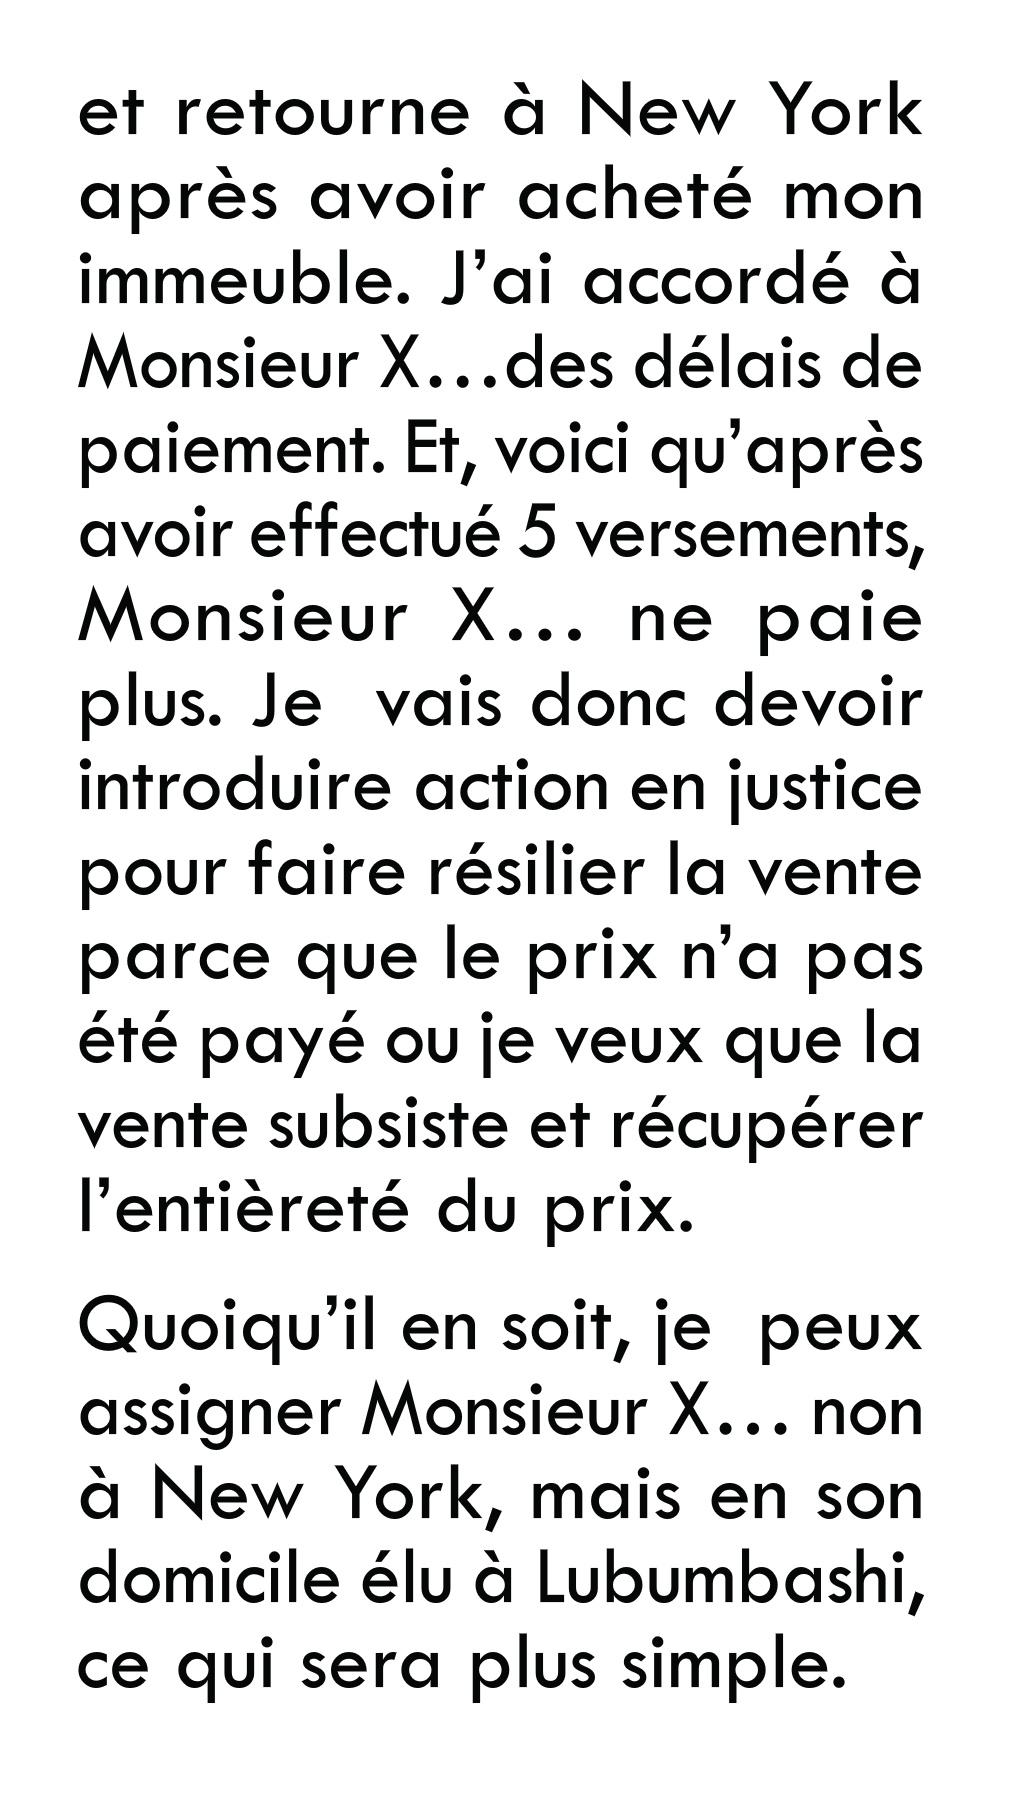 et retourne à New York
après avoir acheté mon
immeuble. J’ai accordé à
Monsieur X…des délais de
paiement. Et, voici qu’après
avoir effectué 5 versements,
Monsieur X… ne paie
plus. Je  vais donc devoir
introduire action en justice
pour faire résilier la vente
parce que le prix n’a pas
été payé ou je veux que la
vente subsiste et récupérer
l’entièreté du prix.
Quoiqu’il en soit, je  peux
assigner Monsieur X… non
à New York, mais en son
domicile élu à Lubumbashi,
ce qui sera plus simple.